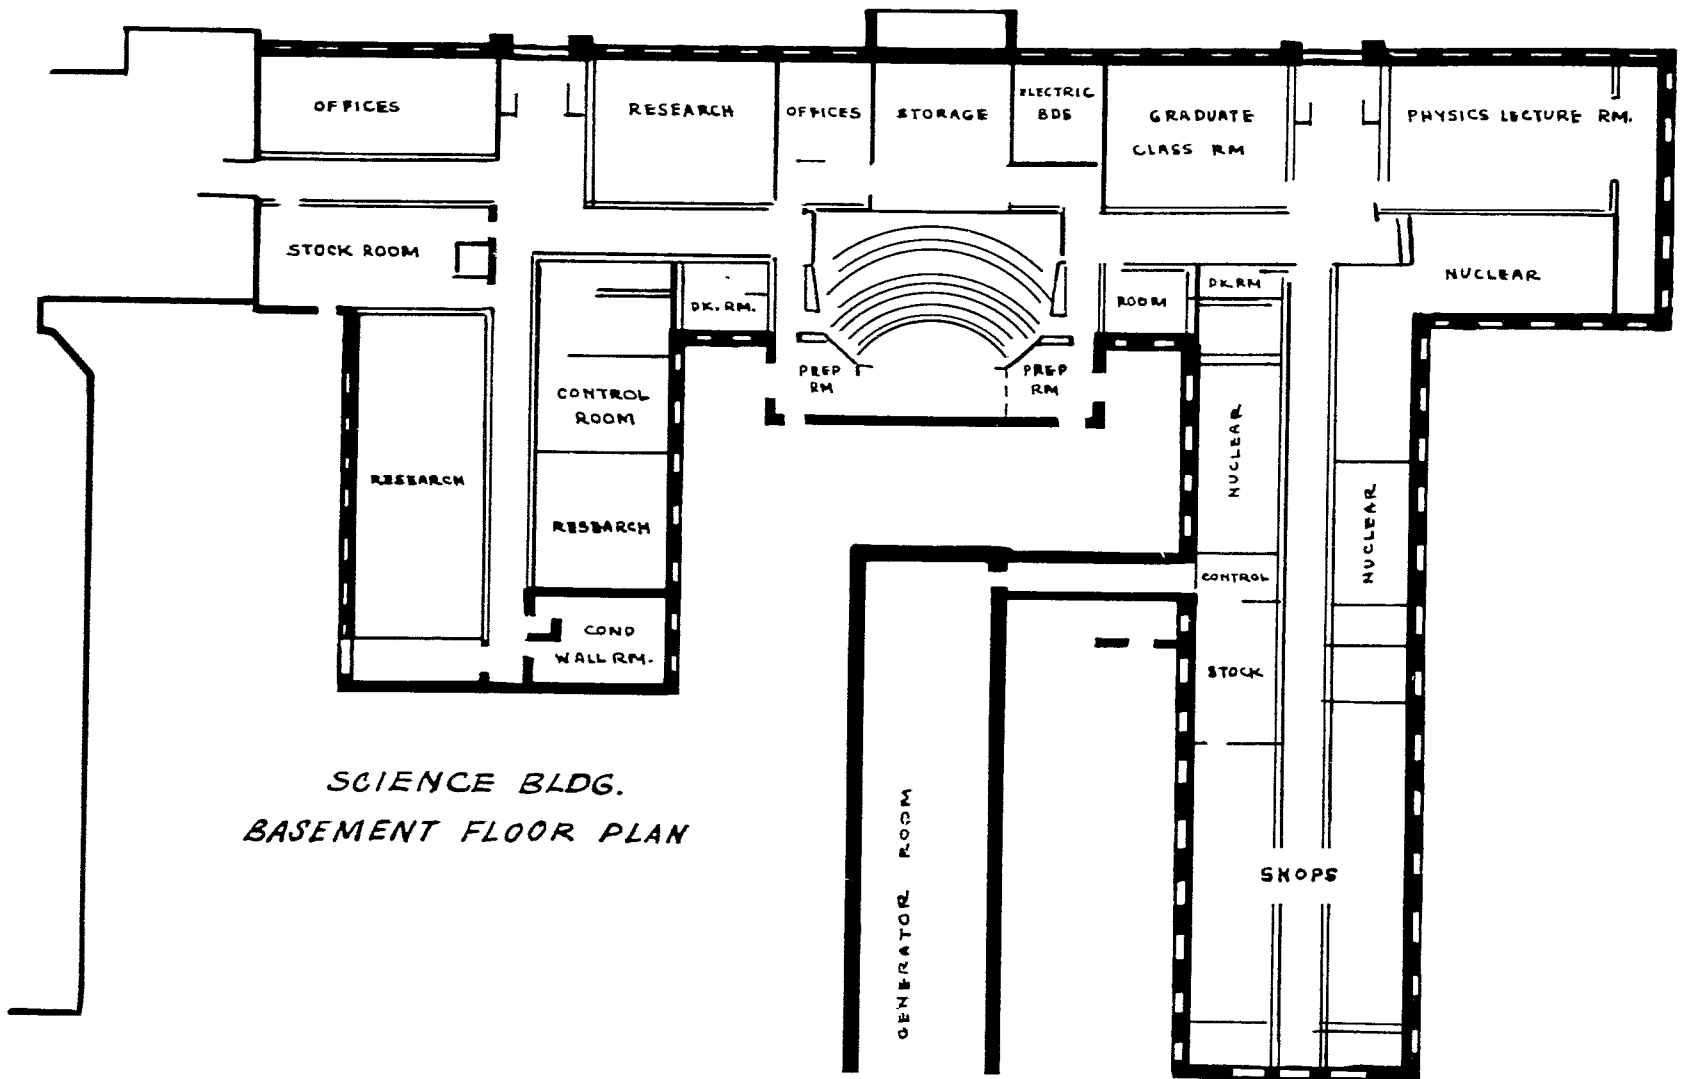 OFFICES
RESEARCH
OFFICES
STORAGE
ELECTRIC
BDS
GRADUATE
CLASS RM
PHYSICS LECTURE RM.
STOCK ROOM
DK. RM.
ROOM
DK.RM
NUCLEAR
PREP
RM
PREP
RM
CONTROL
ROOM
RESEARCH
RESEARCH
NUCLEAR
NUCLEAR
CONTROL
COND
WALL RM.
STOCK
SCIENCE BLDG.
BASEMENT FLOOR PLAN
GENERATOR ROOM
SHOPS